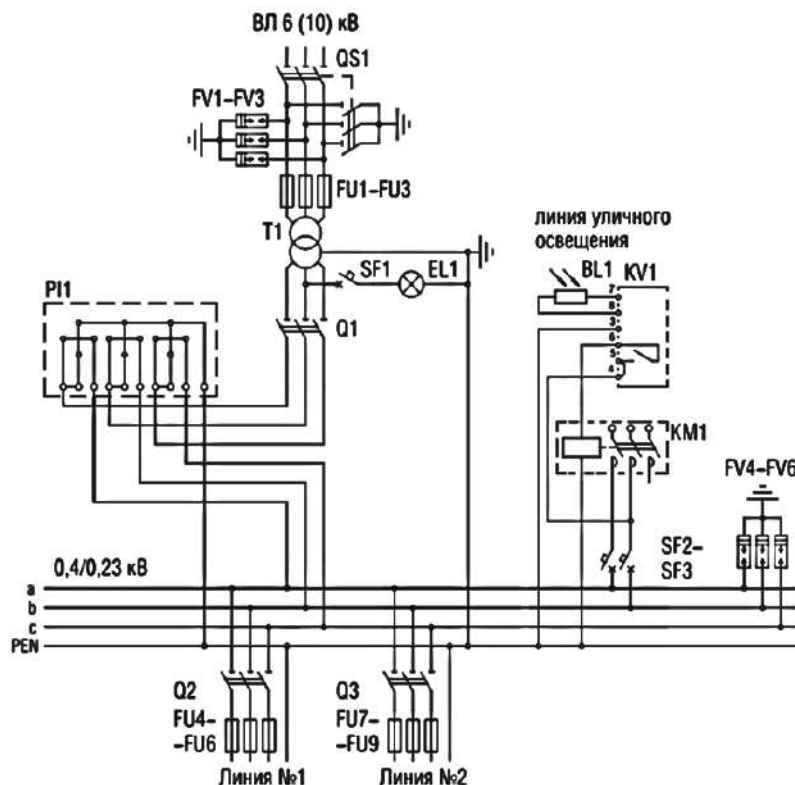 ВЛ 6 (10) кВ
QS1
FV1-FV3
FU1-FU3
T1
линия уличного
освещения
SF1
EL1
BL1
KV1
PI1
7
8
3
6
5
4
Q1
KM1
FV4-FV6
0,4/0,23 кВ
SF2-
SF3
a
b
c
PEN
Q2
Q3
FU4-
-FU6
FU7-
-FU9
Линия №1
Линия №2